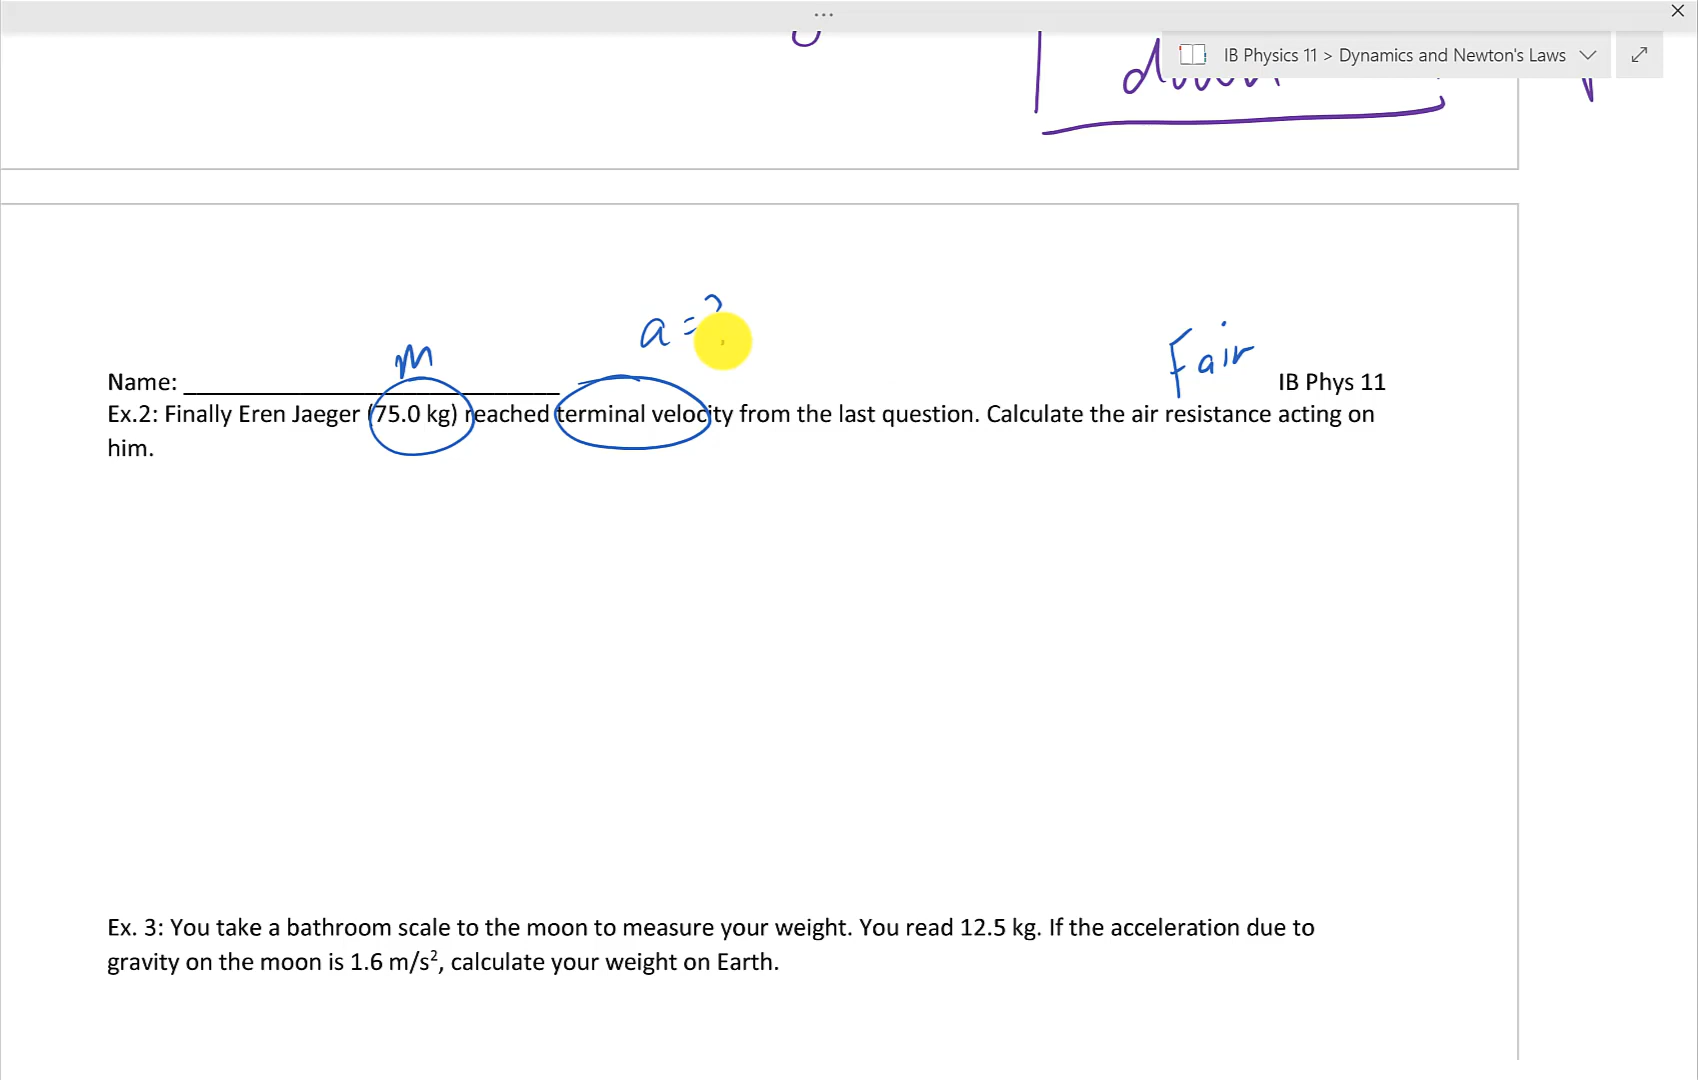 IB Physics 11 > Dynamics and Newton's Laws
a = ?
m
Fair
Name: ______________________________ IB Phys 11
Ex.2: Finally Eren Jaeger (75.0 kg) reached terminal velocity from the last question. Calculate the air resistance acting on
him.
Ex. 3: You take a bathroom scale to the moon to measure your weight. You read 12.5 kg. If the acceleration due to
gravity on the moon is 1.6 m/s², calculate your weight on Earth.